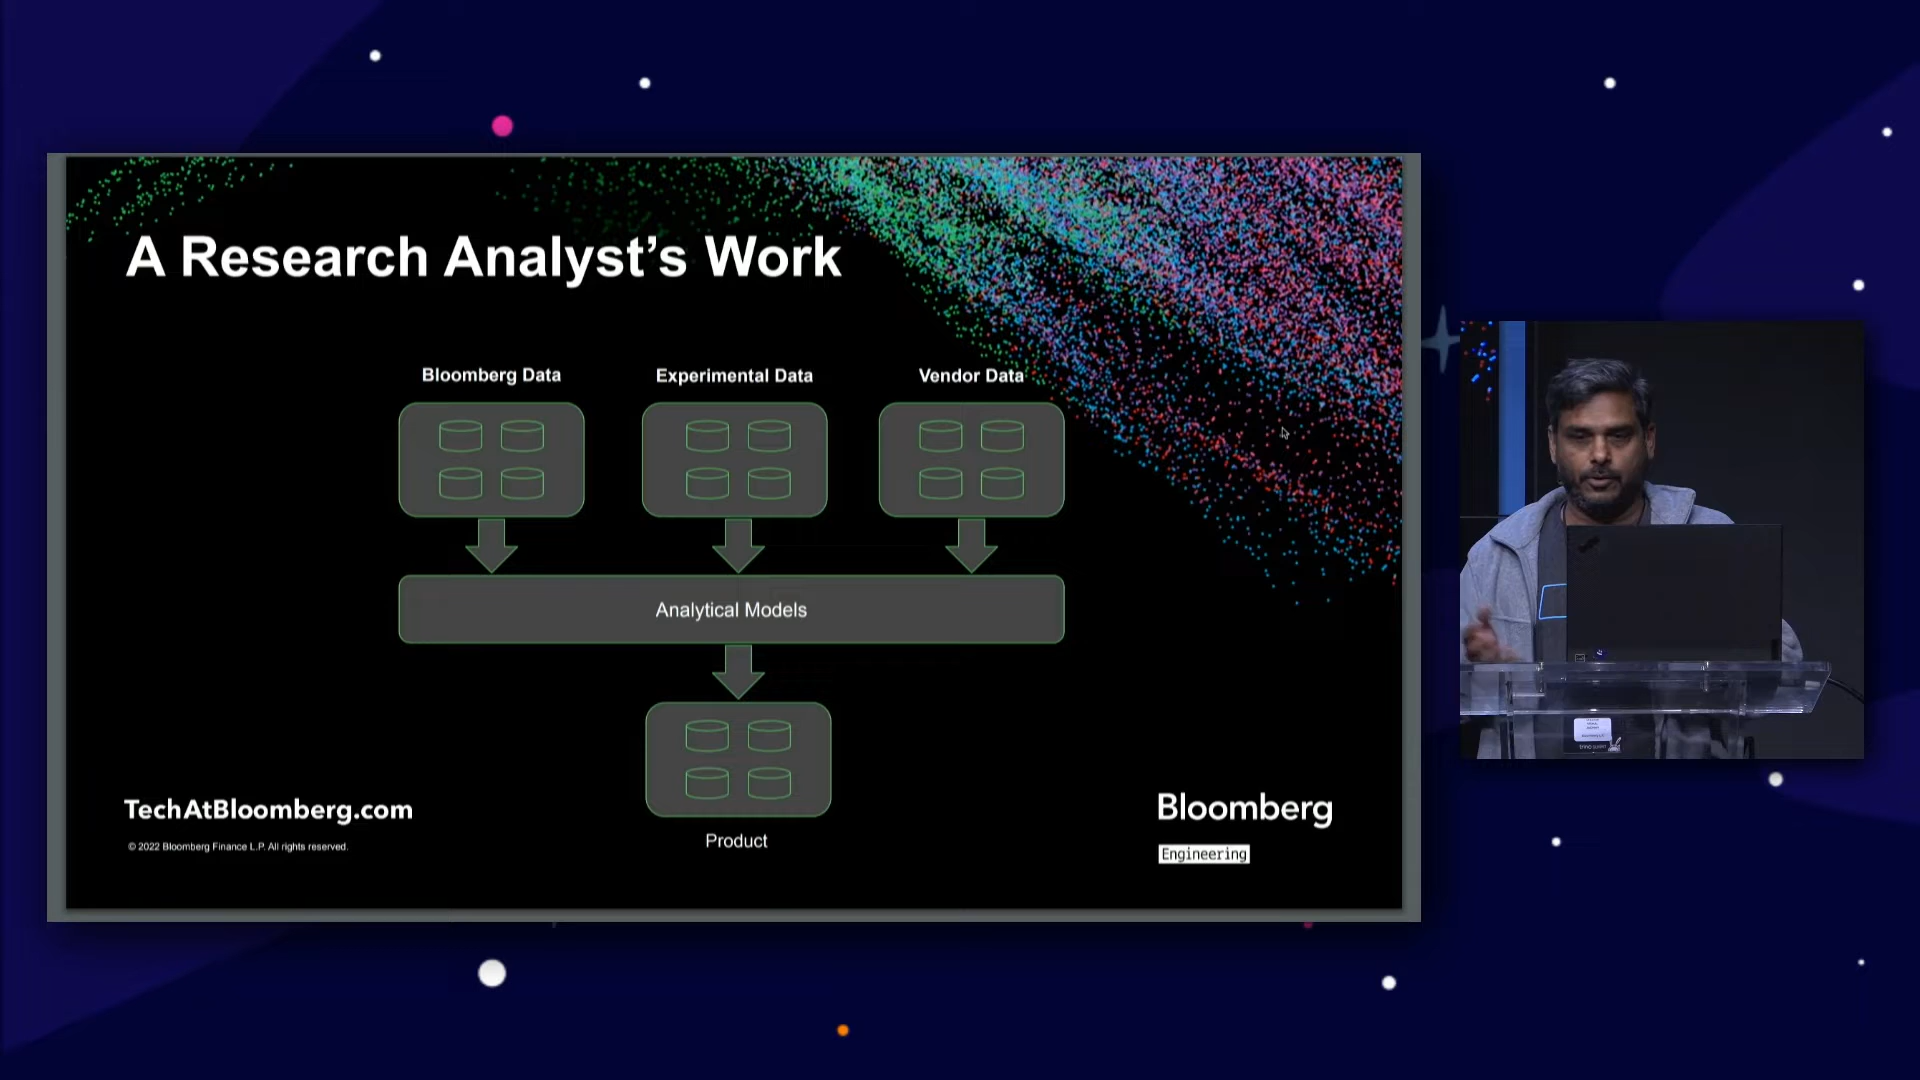 A Research Analyst’s Work
Bloomberg Data
Experimental Data
Vendor Data
Analytical Models
Product
TechAtBloomberg.com
© 2022 Bloomberg Finance L.P. All rights reserved.
Bloomberg
Engineering